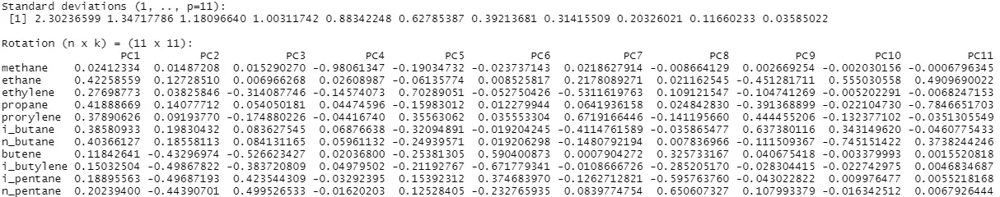 Standard deviations (1, .., p=11):
[1] 2.30236599 1.34717786 1.18096640 1.00311742 0.88342248 0.62785387 0.39213681 0.31415509 0.20326021 0.11660233 0.03585022
Rotation (n x k) = (11 x 11):
PC1 PC2 PC3 PC4 PC5 PC6 PC7 PC8 PC9 PC10 PC11
methane 0.02412334 0.01487208 0.015290270 -0.98061347 -0.19034732 -0.023737143 0.0218627914 -0.008664129 0.002669254 -0.002030156 -0.0006796345
ethane 0.42258559 0.12728510 0.006966268 0.02608987 -0.06135774 0.008525817 0.2178089271 0.021162545 -0.451281711 0.555030558 0.4909690022
ethylene 0.27698773 0.03825846 -0.314087746 -0.14574073 0.70289051 -0.052750426 -0.5311619763 0.109121547 -0.104741269 -0.005202291 -0.0068247153
propane 0.41888669 0.14077712 0.054050181 0.04474596 -0.15983012 0.012279944 0.0641936158 0.024842830 -0.391368899 -0.022104730 -0.7846651703
prorylene 0.37890626 0.09193770 -0.174880226 -0.04416740 0.35563062 0.035553304 0.6719166446 -0.141195660 0.444455206 -0.132377102 -0.0351305549
i_butane 0.38580933 0.19830432 0.083627545 0.06876638 -0.32094891 -0.019204245 -0.4114761589 -0.035865477 0.637380116 0.343149620 -0.0460775433
n_butane 0.40366127 0.18558113 0.084131165 0.05961132 -0.24939571 0.019206298 -0.1480792194 0.007836966 -0.111509367 -0.745151422 0.3738244246
butene 0.11842641 -0.43296974 -0.526623427 0.02036800 -0.25381305 0.590400873 0.0007904272 0.325733167 0.040675418 -0.003379993 0.0015520818
i_butylene 0.15032504 -0.49867822 -0.383720809 0.04979502 -0.21192767 -0.671779341 -0.0108666726 -0.285205170 -0.028304415 -0.022742975 0.0046834687
i_pentane 0.18895563 -0.49687193 0.423544309 -0.03292395 0.15392312 0.374683970 -0.1262712821 -0.595763760 -0.043022822 0.009976477 0.0055218168
n_pentane 0.20239400 -0.44390701 0.499526533 -0.01620203 0.12528405 -0.232765935 0.0839774754 0.650607327 0.107993379 -0.016342512 0.0067926444